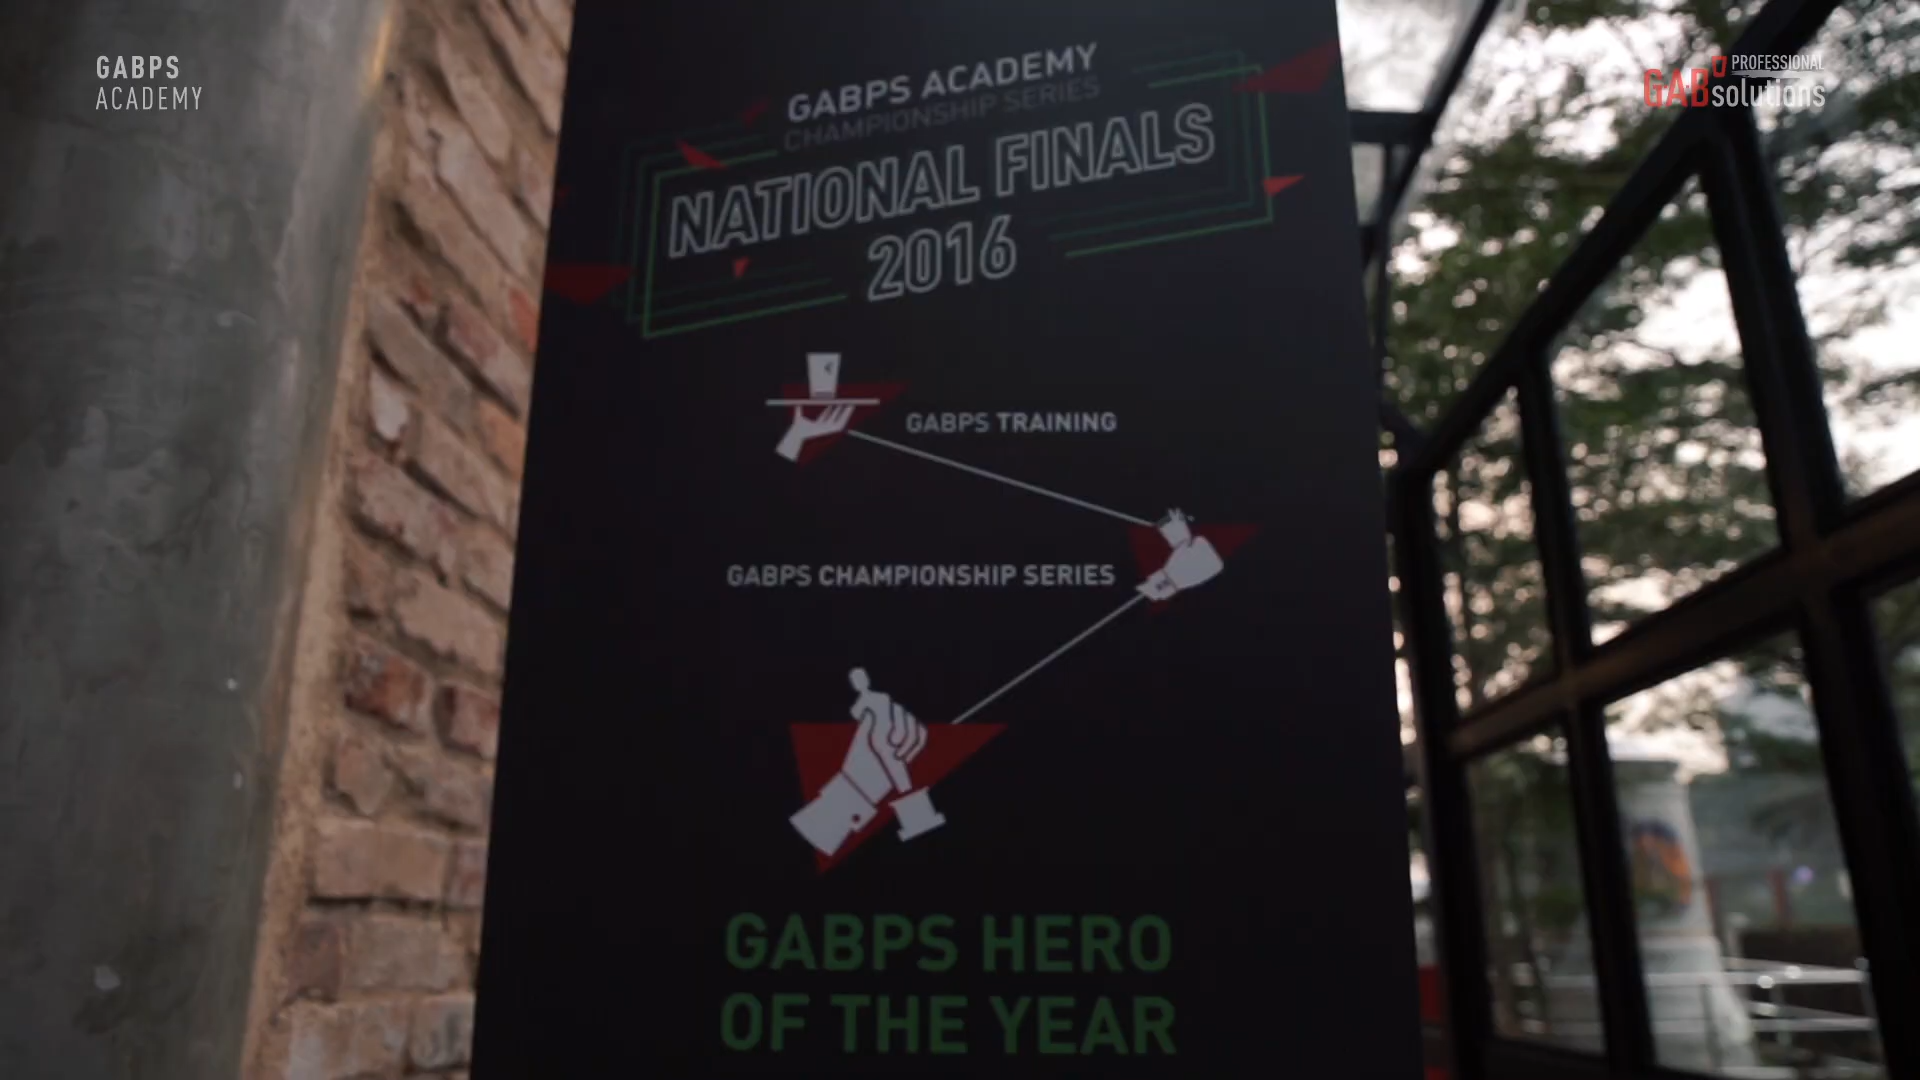 GABPS
ACADEMY
PROFESSIONAL
GAB solutions
GABPS ACADEMY
CHAMPIONSHIP SERIES
NATIONAL FINALS
2016
GABPS TRAINING
GABPS CHAMPIONSHIP SERIES
GABPS HERO
OF THE YEAR